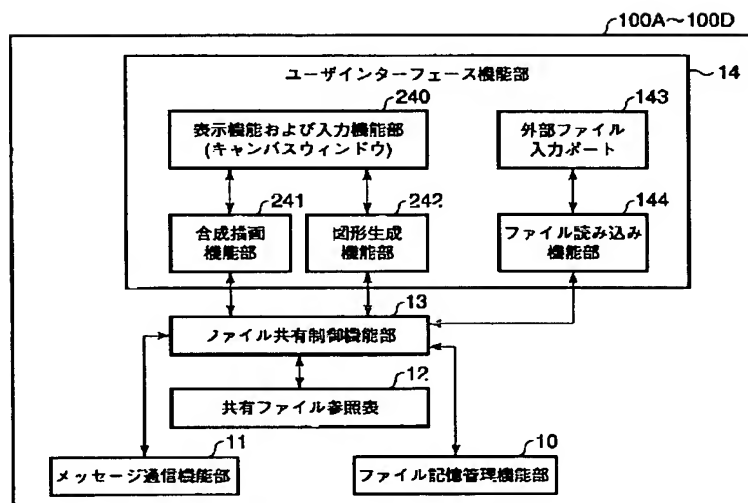 100A～100D
14
ユーザインターフェース機能部
240
表示機能および入力機能部
(キャンバスウィンドウ)
143
外部ファイル
入力ポート
241
合成描画
機能部
242
図形生成
機能部
144
ファイル読み込み
機能部
13
ファイル共有制御機能部
12
共有ファイル参照表
11
メッセージ通信機能部
10
ファイル記憶管理機能部